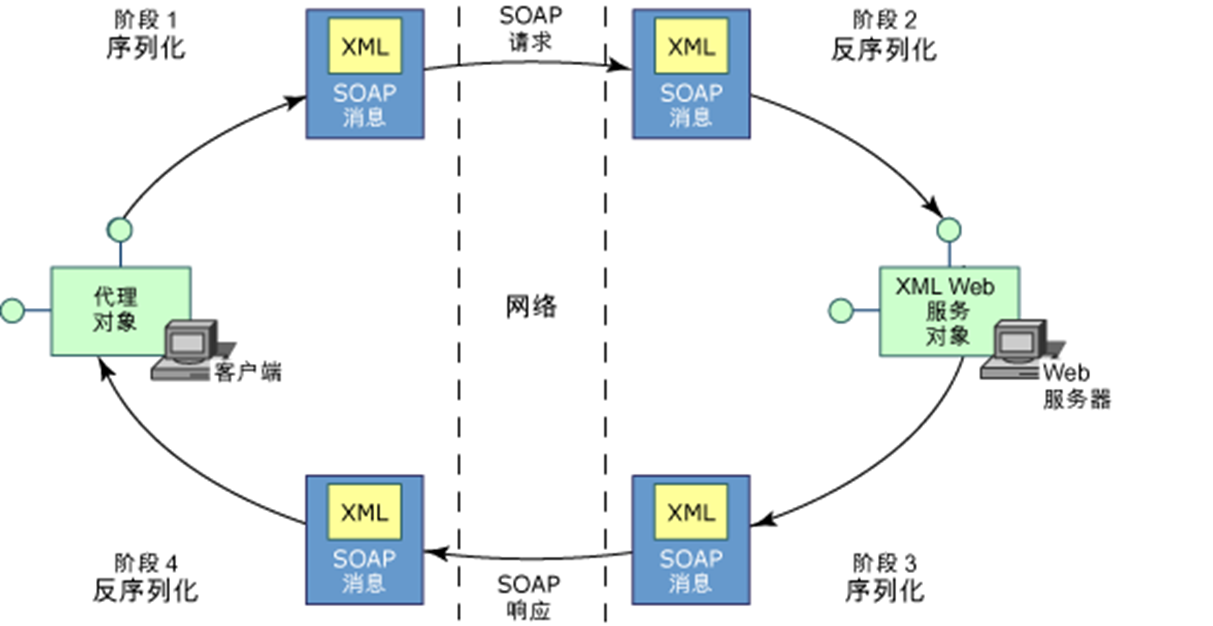 阶段 1
序列化
XML
SOAP
消息
SOAP
请求
XML
SOAP
消息
阶段 2
反序列化
代理
对象
客户端
网络
XML Web
服务
对象
Web
服务器
阶段 4
反序列化
XML
SOAP
消息
SOAP
响应
XML
SOAP
消息
阶段 3
序列化